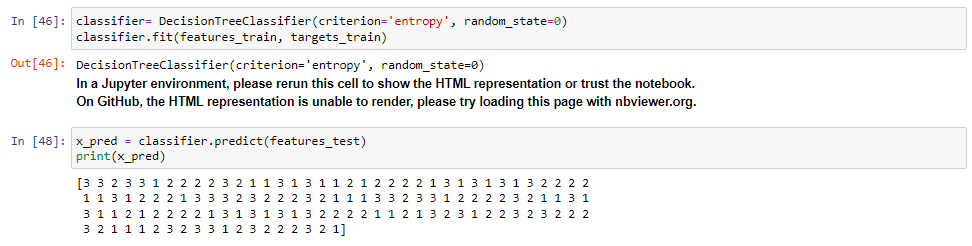 In [46]: classifier= DecisionTreeClassifier(criterion='entropy', random_state=0)
classifier.fit(features_train, targets_train)
Out[46]: DecisionTreeClassifier(criterion='entropy', random_state=0)
In a Jupyter environment, please rerun this cell to show the HTML representation or trust the notebook.
On GitHub, the HTML representation is unable to render, please try loading this page with nbviewer.org.
In [48]: x_pred = classifier.predict(features_test)
print(x_pred)
[3 3 2 3 3 1 2 2 2 2 3 2 1 1 3 1 3 1 1 2 1 2 2 2 2 1 3 1 3 1 3 1 3 2 2 2 2
1 1 3 1 2 2 2 1 3 3 3 2 3 2 2 2 3 2 1 1 1 3 3 2 3 3 1 2 2 2 2 3 2 1 1 3 1
3 1 1 2 1 2 2 2 2 1 3 1 3 1 3 1 3 2 2 2 2 1 1 2 1 3 2 3 1 2 2 3 2 3 2 2 2
3 2 1 1 1 2 3 2 3 3 1 2 3 2 2 2 3 2 1]